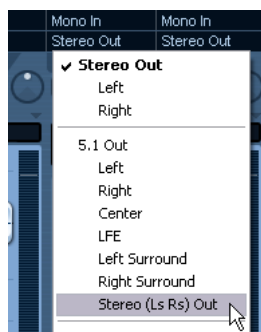 Mono In Mono In
Stereo Out Stereo Out
✓ Stereo Out
Left
Right
5.1 Out
Left
Right
Center
LFE
Left Surround
Right Surround
Stereo (Ls Rs) Out